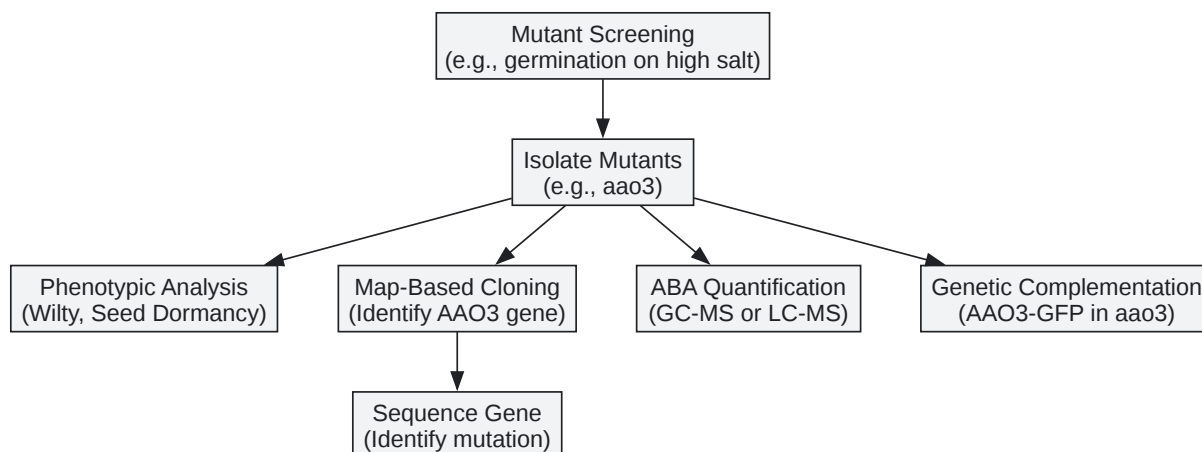 Mutant Screening
(e.g., germination on high salt)
Isolate Mutants
(e.g., aao3)
Phenotypic Analysis
(Wilty, Seed Dormancy)
Map-Based Cloning
(Identify AAO3 gene)
ABA Quantification
(GC-MS or LC-MS)
Genetic Complementation
(AAO3-GFP in aao3)
Sequence Gene
(Identify mutation)